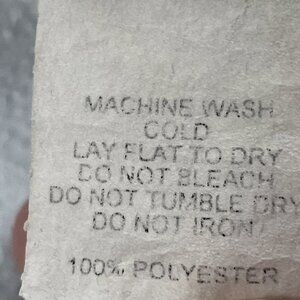 MACHINE WASH
COLD
LAY FLAT TO DRY
DO NOT BLEACH
DO NOT TUMBLE DRY
DO NOT IRON
100% POLYESTER